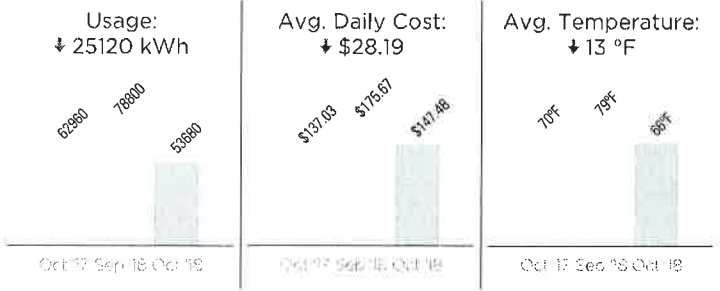 Usage:
↓ 25120 kWh
62960
78800
53680
Oct '17 Sep '18 Oct '18
Avg. Daily Cost:
↓ $28.19
$137.03
$175.67
$147.48
Oct '17 Sep '18 Oct '18
Avg. Temperature:
↓ 13 °F
70°F
79°F
66°F
Oct '17 Sep '18 Oct '18